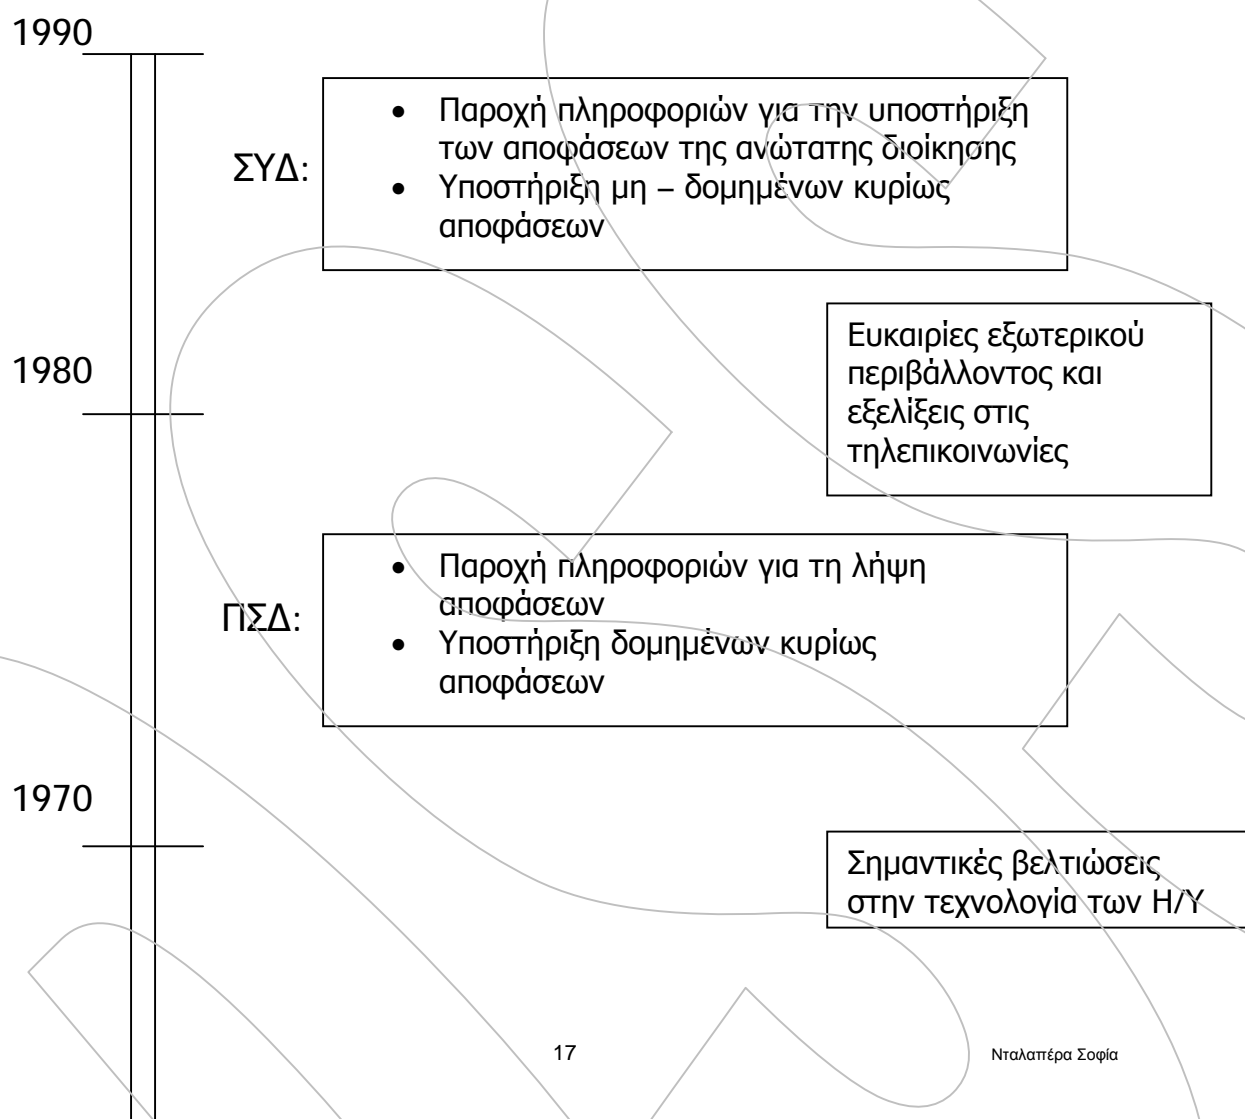 1990
ΣΥΔ:
• Παροχή πληροφοριών για την υποστήριξη
των αποφάσεων της ανώτατης διοίκησης
• Υποστήριξη μη – δομημένων κυρίως
αποφάσεων
Ευκαιρίες εξωτερικού
περιβάλλοντος και
εξελίξεις στις
τηλεπικοινωνίες
1980
ΠΣΔ:
• Παροχή πληροφοριών για τη λήψη
αποφάσεων
• Υποστήριξη δομημένων κυρίως
αποφάσεων
1970
Σημαντικές βελτιώσεις
στην τεχνολογία των Η/Υ
17
Νταλαπέρα Σοφία